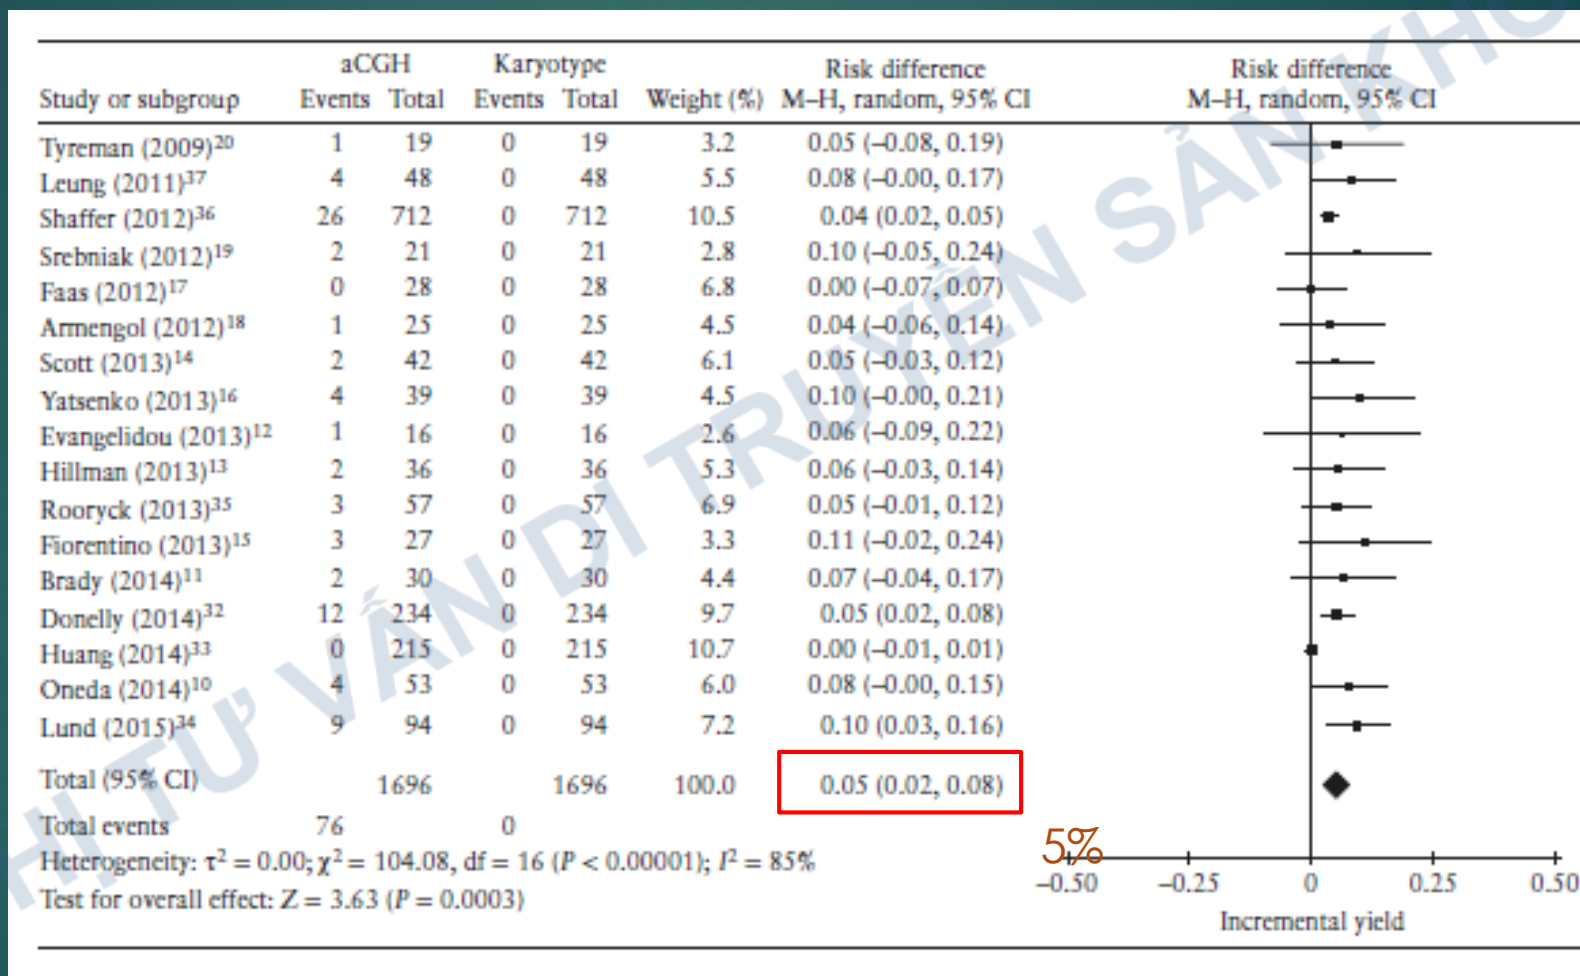 aCGH Karyotype Risk difference Risk difference
Study or subgroup Events Total Events Total Weight (%) M–H, random, 95% CI M–H, random, 95% CI
Tyreman (2009)20 1 19 0 19 3.2 0.05 (–0.08, 0.19)
Leung (2011)37 4 48 0 48 5.5 0.08 (–0.00, 0.17)
Shaffer (2012)36 26 712 0 712 10.5 0.04 (0.02, 0.05)
Srebniak (2012)19 2 21 0 21 2.8 0.10 (–0.05, 0.24)
Faas (2012)17 0 28 0 28 6.8 0.00 (–0.07, 0.07)
Armengol (2012)18 1 25 0 25 4.5 0.04 (–0.06, 0.14)
Scott (2013)14 2 42 0 42 6.1 0.05 (–0.03, 0.12)
Yatsenko (2013)16 4 39 0 39 4.5 0.10 (–0.00, 0.21)
Evangelidou (2013)12 1 16 0 16 2.6 0.06 (–0.09, 0.22)
Hillman (2013)13 2 36 0 36 5.3 0.06 (–0.03, 0.14)
Rooryck (2013)35 3 57 0 57 6.9 0.05 (–0.01, 0.12)
Fiorentino (2013)15 3 27 0 27 3.3 0.11 (–0.02, 0.24)
Brady (2014)11 2 30 0 30 4.4 0.07 (–0.04, 0.17)
Donelly (2014)32 12 234 0 234 9.7 0.05 (0.02, 0.08)
Huang (2014)33 0 215 0 215 10.7 0.00 (–0.01, 0.01)
Oneda (2014)10 4 53 0 53 6.0 0.08 (–0.00, 0.15)
Lund (2015)34 9 94 0 94 7.2 0.10 (0.03, 0.16)
Total (95% CI) 1696 1696 100.0 0.05 (0.02, 0.08)
Total events 76 0
5%
Heterogeneity: τ² = 0.00; χ² = 104.08, df = 16 (P < 0.00001); I² = 85%
–0.50 –0.25 0 0.25 0.50
Test for overall effect: Z = 3.63 (P = 0.0003)
Incremental yield
HỊ TƯ VẤN DI TRUYỀN SẢN KHO